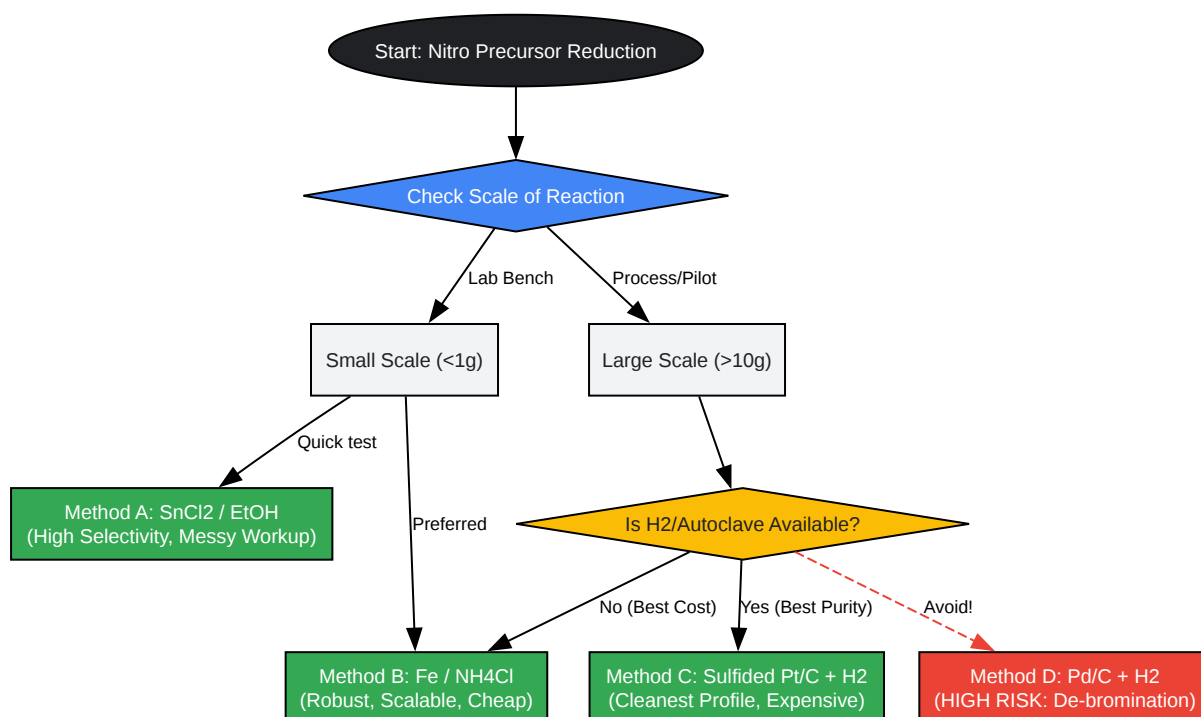 Start: Nitro Precursor Reduction
Check Scale of Reaction
Lab Bench
Process/Pilot
Small Scale (<1g)
Large Scale (>10g)
Quick test
Method A: SnCl2 / EtOH
(High Selectivity, Messy Workup)
Preferred
Is H2/Autoclave Available?
No (Best Cost)
Yes (Best Purity)
Avoid!
Method B: Fe / NH4Cl
(Robust, Scalable, Cheap)
Method C: Sulfided Pt/C + H2
(Cleanest Profile, Expensive)
Method D: Pd/C + H2
(HIGH RISK: De-bromination)